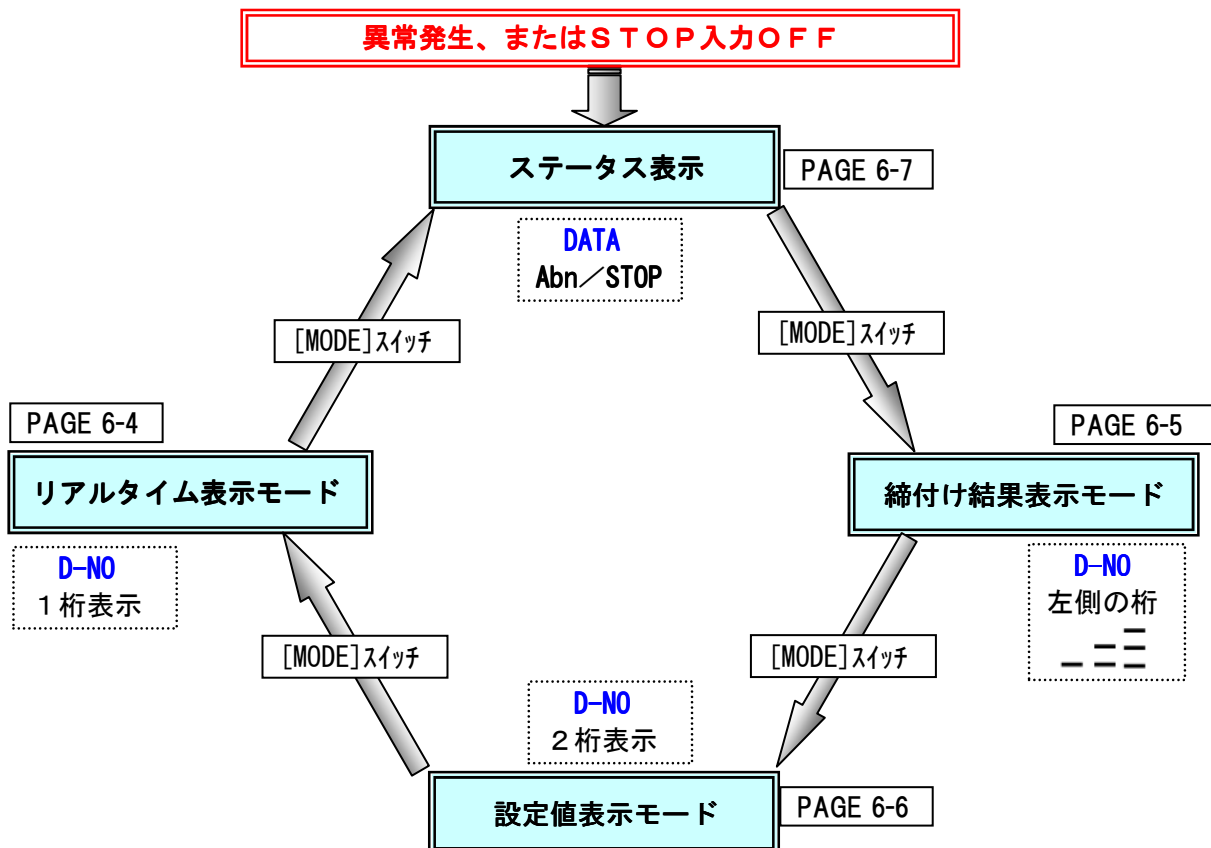 異常発生、またはＳＴＯＰ入力ＯＦＦ
ステータス表示
PAGE 6-7
DATA
Abn／STOP
[MODE]ｽｲｯﾁ
[MODE]ｽｲｯﾁ
PAGE 6-4
PAGE 6-5
リアルタイム表示モード
締付け結果表示モード
D-NO
１桁表示
D-NO
左側の桁
[MODE]ｽｲｯﾁ
[MODE]ｽｲｯﾁ
D-NO
２桁表示
設定値表示モード
PAGE 6-6